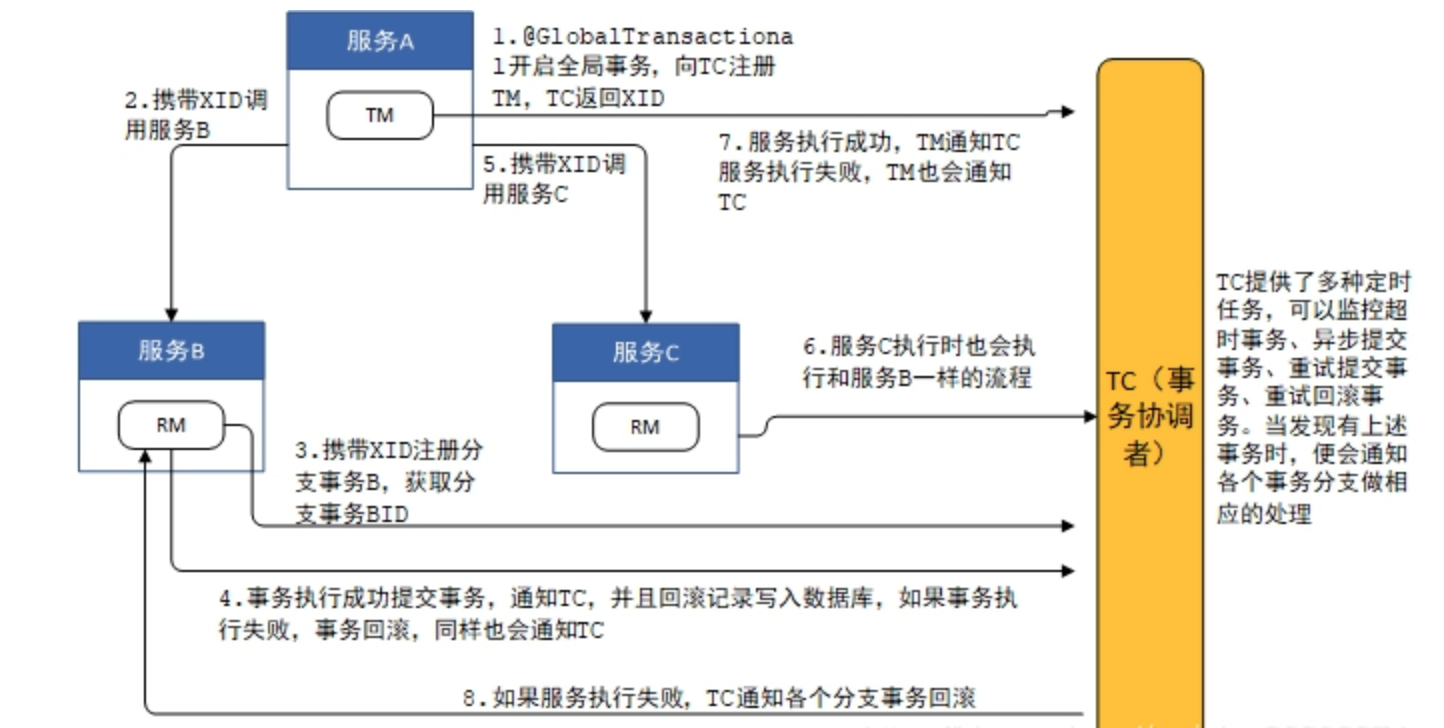 服务A
TM
1.@GlobalTransactiona
l开启全局事务，向TC注册
TM，TC返回XID
2.携带XID调
用服务B
5.携带XID调
用服务C
7.服务执行成功，TM通知TC
服务执行失败，TM也会通知
TC
服务B
RM
服务C
RM
6.服务C执行时也会执
行和服务B一样的流程
3.携带XID注册分
支事务B，获取分
支事务BID
4.事务执行成功提交事务，通知TC，并且回滚记录写入数据库，如果事务执
行失败，事务回滚，同样也会通知TC
8.如果服务执行失败，TC通知各个分支事务回滚
TC（事
务协调
者）
TC提供了多种定时
任务，可以监控超
时事务、异步提交
事务、重试提交事
务、重试回滚事
务。当发现有上述
事务时，便会通知
各个事务分支做相
应的处理